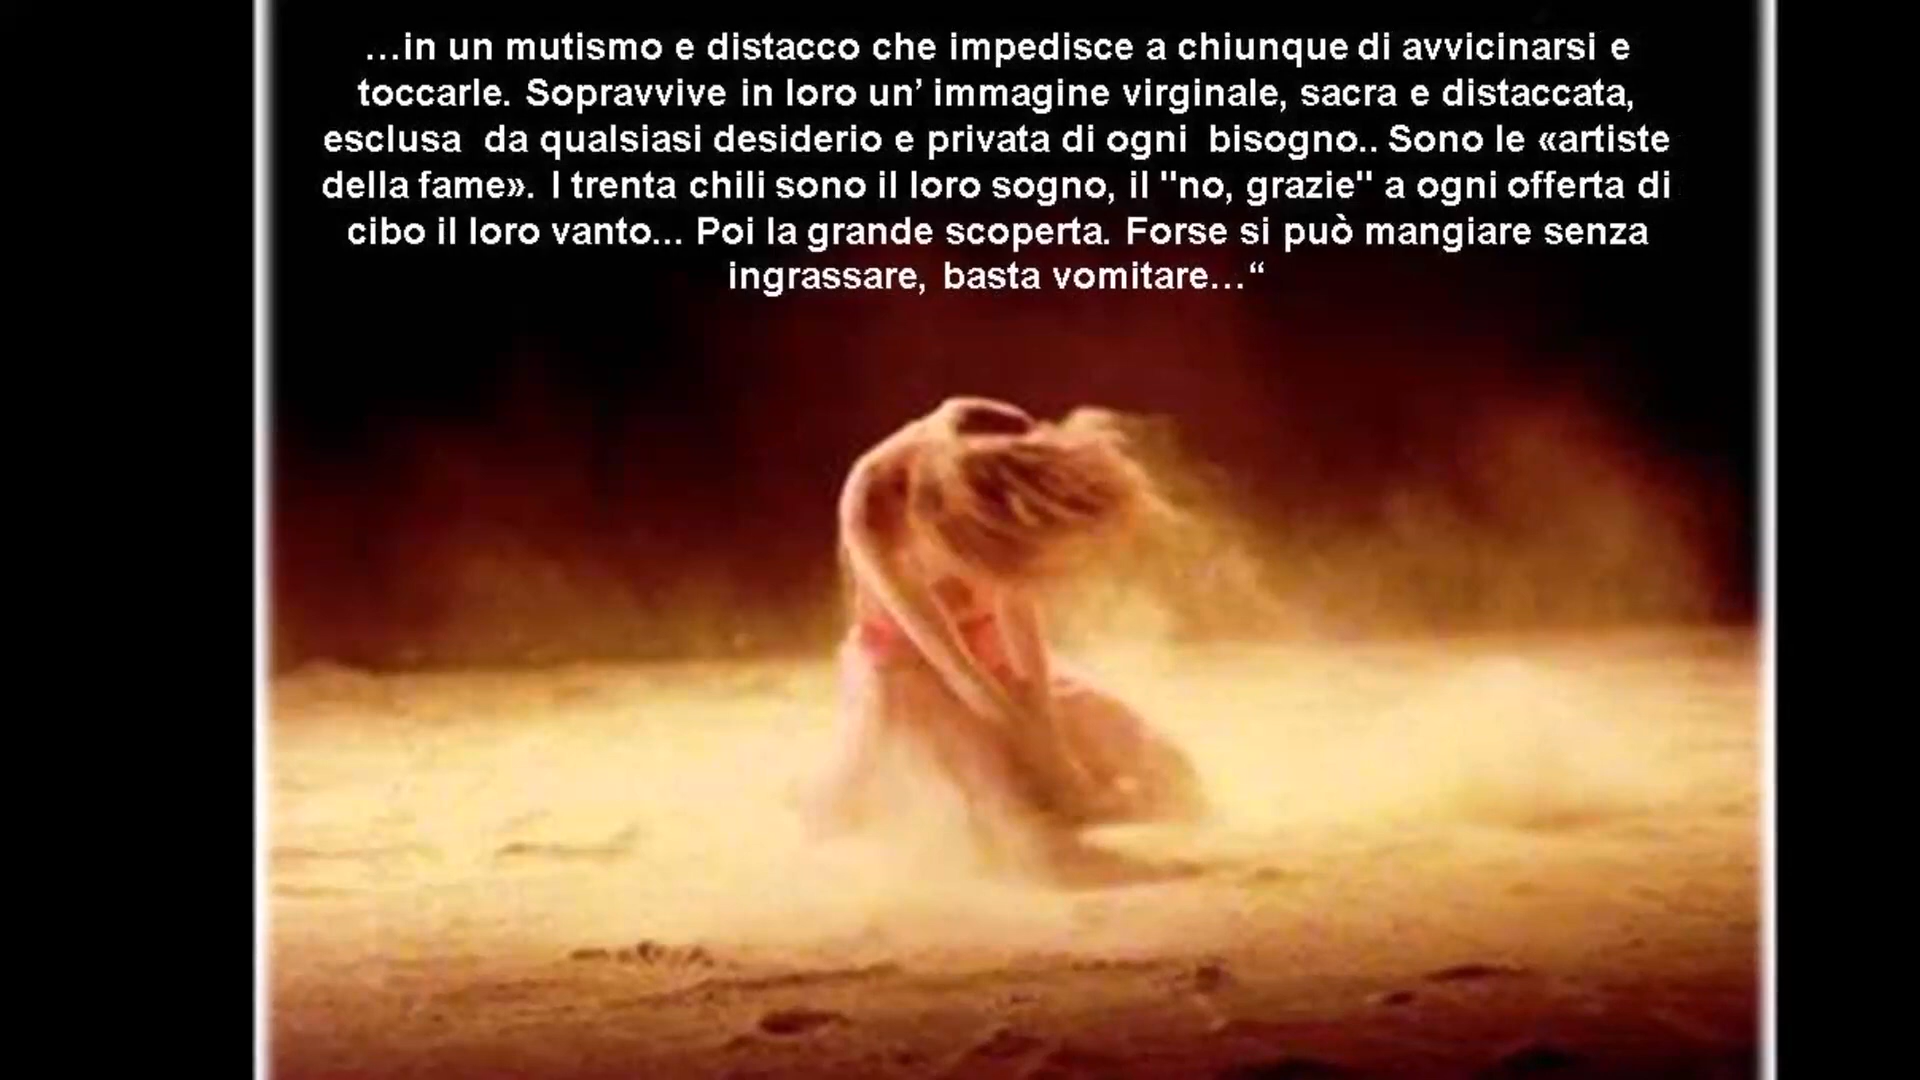 ...in un mutismo e distacco che impedisce a chiunque di avvicinarsi e
toccarle. Sopravvive in loro un’ immagine virginale, sacra e distaccata,
esclusa  da qualsiasi desiderio e privata di ogni  bisogno.. Sono le «artiste
della fame». I trenta chili sono il loro sogno, il "no, grazie" a ogni offerta di
cibo il loro vanto... Poi la grande scoperta. Forse si può mangiare senza
ingrassare, basta vomitare...“